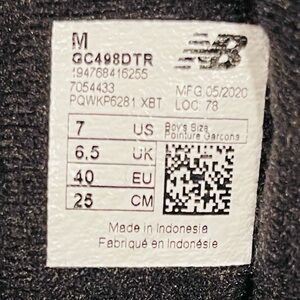 M
GC498DTR
NB
194768416255
7054433
MFG 05/2020
PQWKP6281 XBT
LOC: 78
7 US
Boy's Size
Pointure Garçons
6.5 UK
40 EU
25 CM
Made in Indonesia
Fabriqué en Indonésie